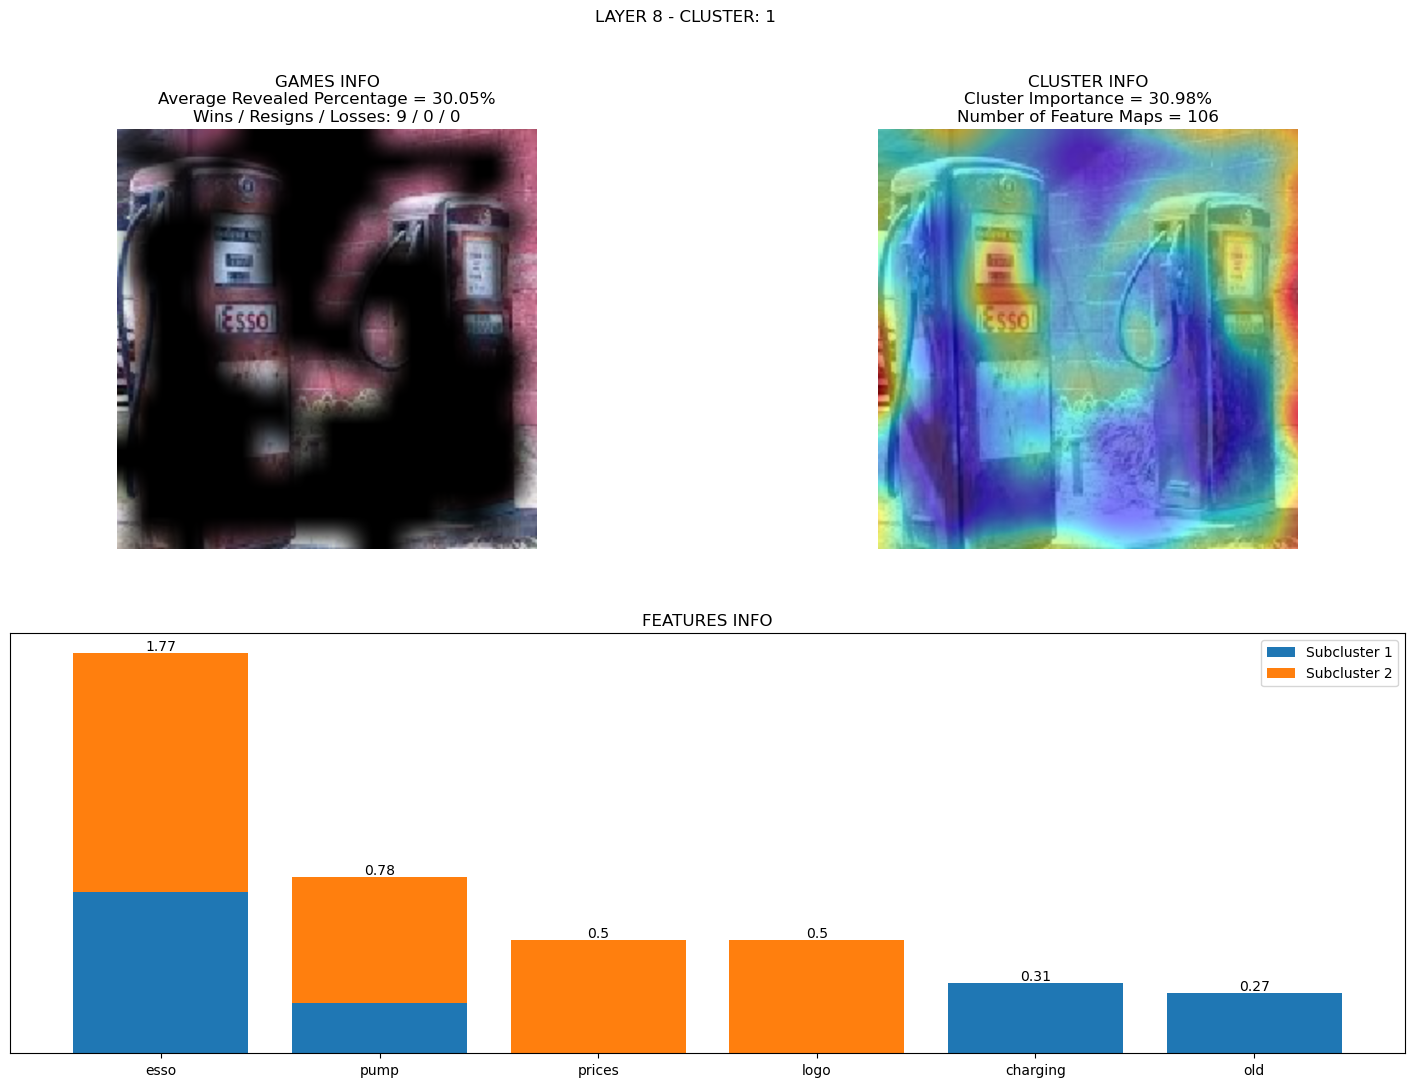 LAYER 8 - CLUSTER: 1
GAMES INFO
Average Revealed Percentage = 30.05%
Wins / Resigns / Losses: 9 / 0 / 0
ESSO
CLUSTER INFO
Cluster Importance = 30.98%
Number of Feature Maps = 106
ESSO
FEATURES INFO
Subcluster 1
Subcluster 2
1.77
0.78
0.5
0.5
0.31
0.27
esso
pump
prices
logo
charging
old